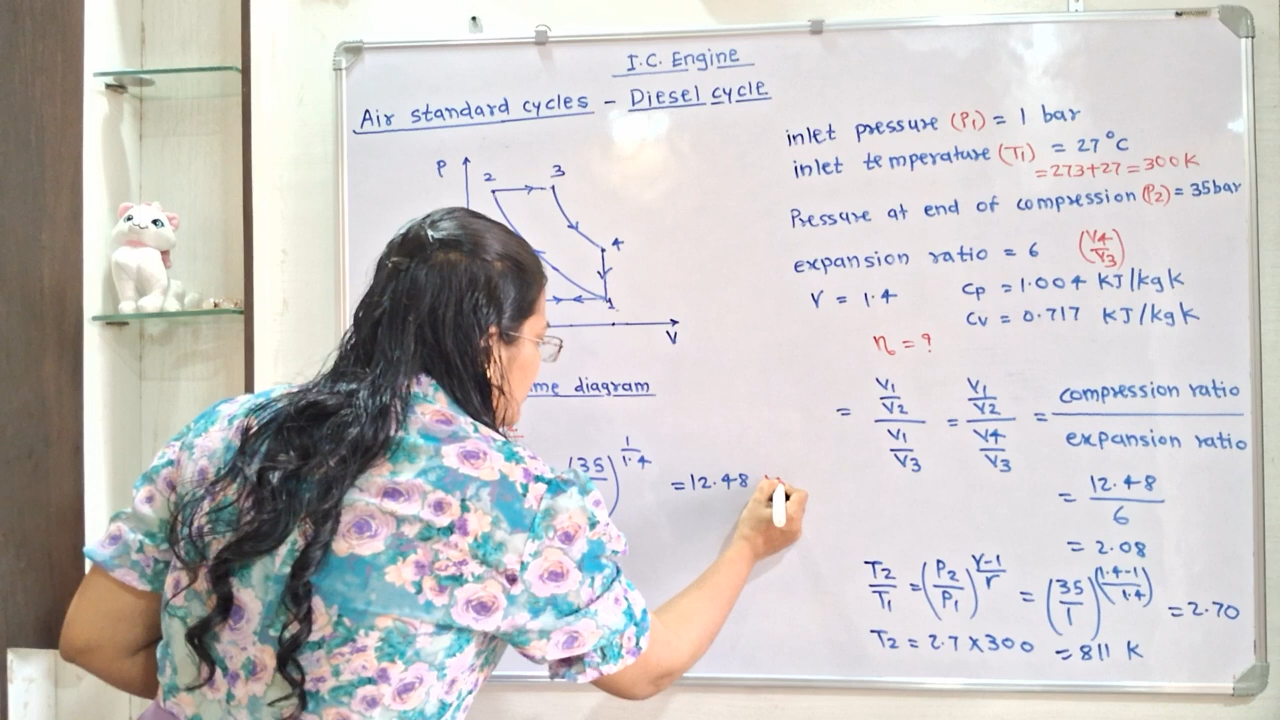 I.C. Engine
Air standard cycles - Diesel cycle
P
2
3
4
1
V
diagram
(35)^(1/1.4) = 12.48
inlet pressure (P1) = 1 bar
inlet temperature (T1) = 27°C
= 273+27 = 300 K
Pressure at end of compression (P2) = 35bar
expansion ratio = 6 (V4/V3)
γ = 1.4 Cp = 1.004 KJ/kgK
Cv = 0.717 KJ/kgK
η = ?
= (V1/V2)/(V1/V3) = (V1/V2)/(V4/V3) = compression ratio/expansion ratio
= 12.48/6
= 2.08
T2/T1 = (P2/P1)^(γ-1/γ) = (35/1)^(1.4-1/1.4) = 2.70
T2 = 2.7 X 300 = 811 K